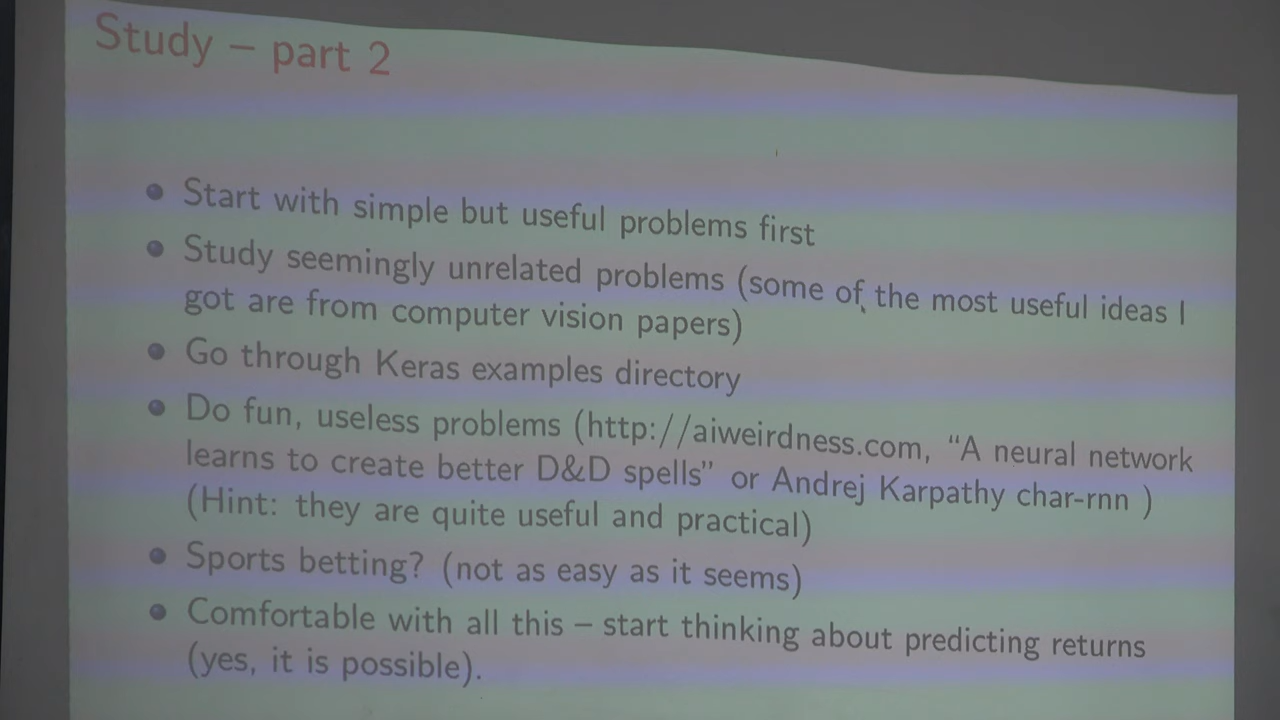 Study – part 2
Start with simple but useful problems first
Study seemingly unrelated problems (some of the most useful ideas I
got are from computer vision papers)
Go through Keras examples directory
Do fun, useless problems (http://aiweirdness.com, “A neural network
learns to create better D&D spells” or Andrej Karpathy char-rnn )
(Hint: they are quite useful and practical)
Sports betting? (not as easy as it seems)
Comfortable with all this – start thinking about predicting returns
(yes, it is possible).